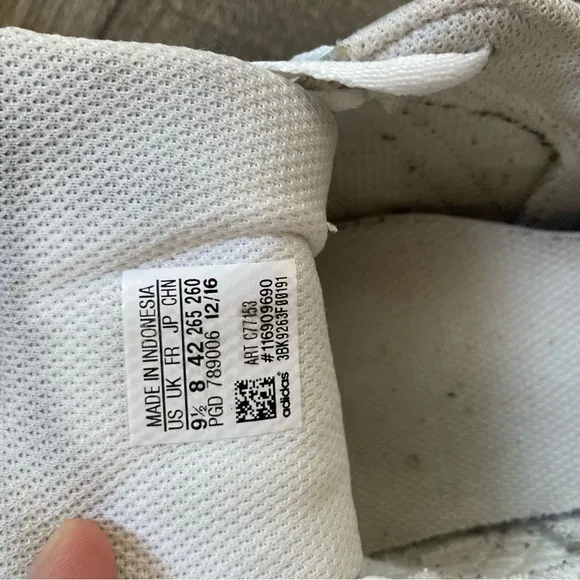 MADE IN INDONESIA
US UK FR JP CHN
9½ 8 42 265 260
PGD 789006 12/16
ART C77153
#116909690
3BK9263F00191
adidas